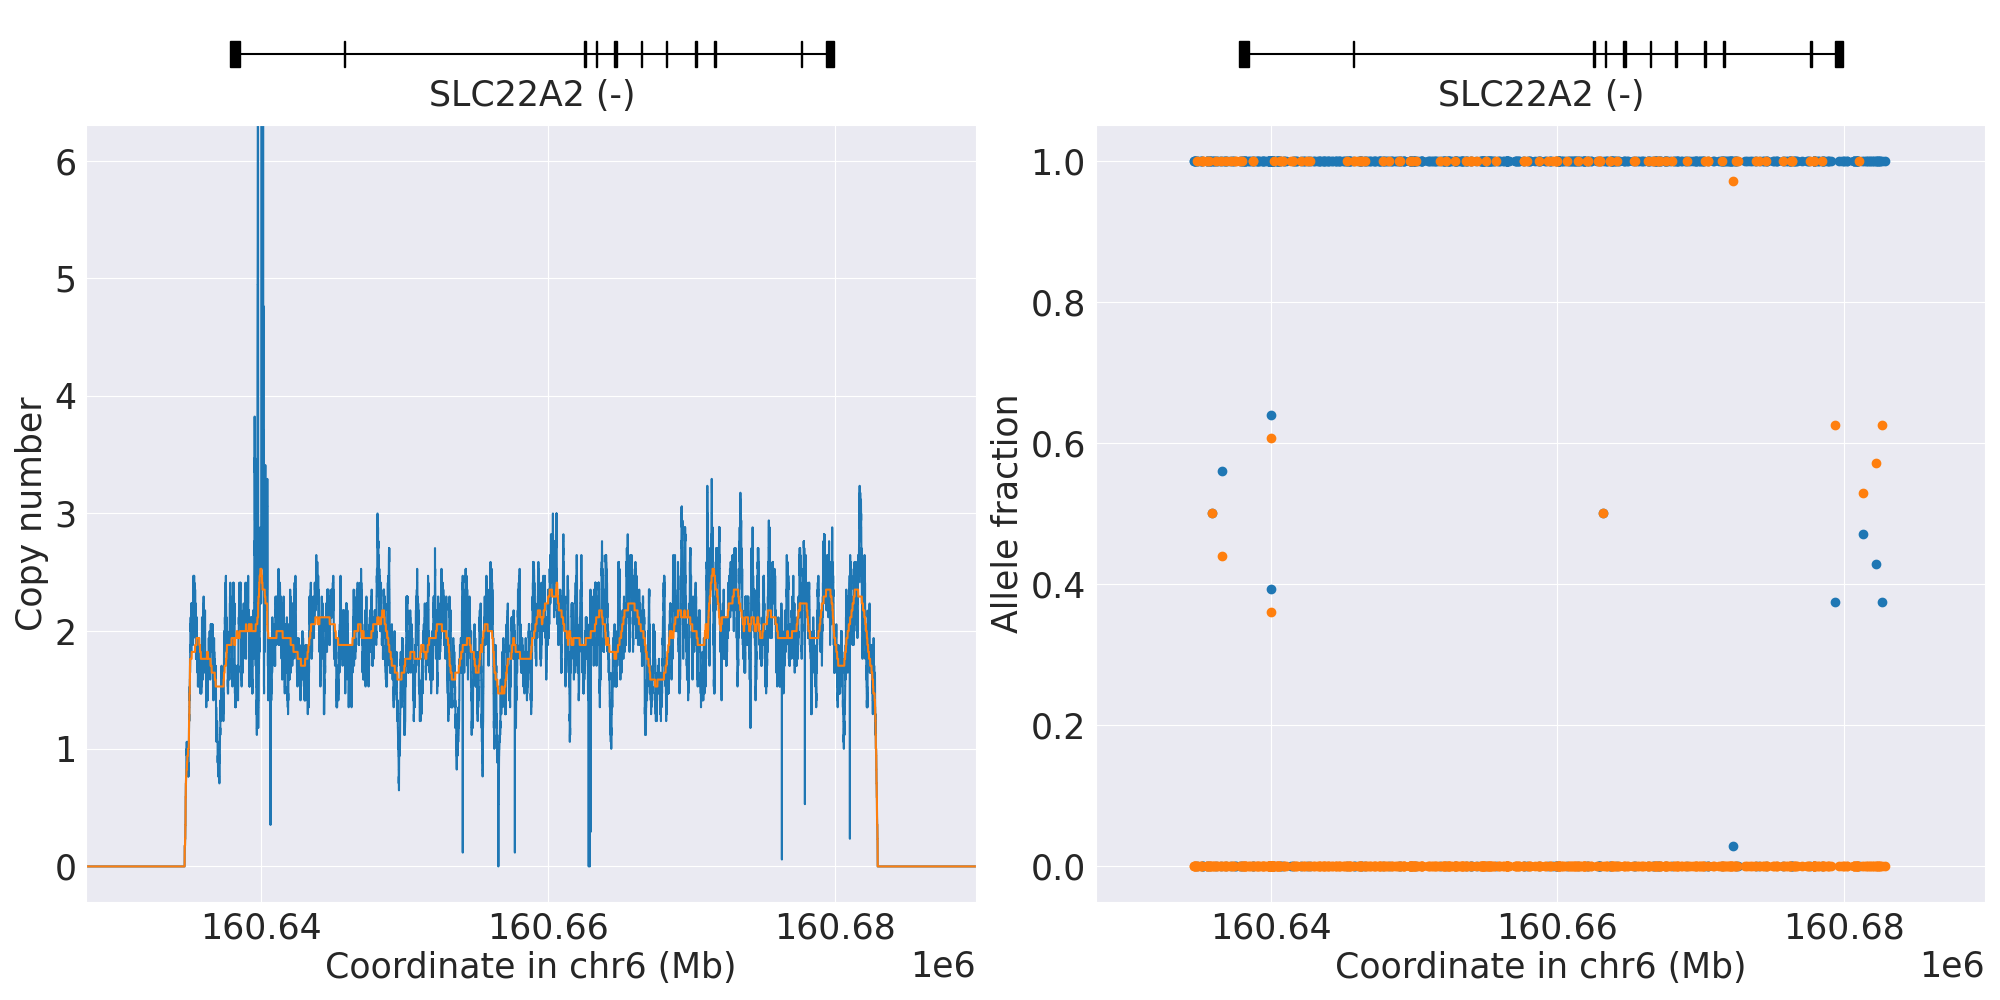 SLC22A2 (-)
6
5
4
3
2
1
0
Copy number
160.64 160.66 160.68
Coordinate in chr6 (Mb)
1e6
SLC22A2 (-)
1.0
0.8
0.6
0.4
0.2
0.0
Allele fraction
160.64 160.66 160.68
Coordinate in chr6 (Mb)
1e6